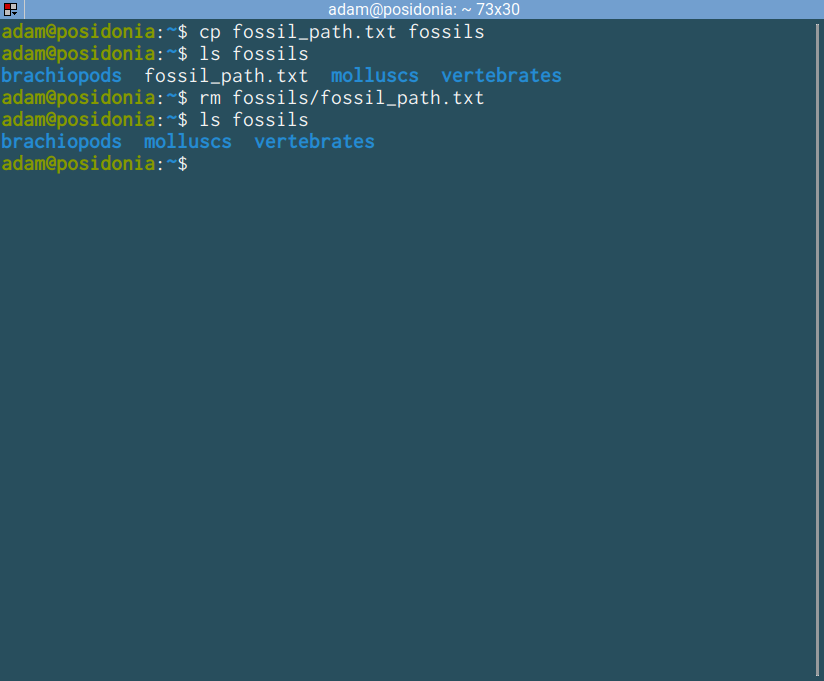 adam@posidonia: ~ 73x30
adam@posidonia:~$ cp fossil_path.txt fossils
adam@posidonia:~$ ls fossils
brachiopods  fossil_path.txt  molluscs  vertebrates
adam@posidonia:~$ rm fossils/fossil_path.txt
adam@posidonia:~$ ls fossils
brachiopods  molluscs  vertebrates
adam@posidonia:~$